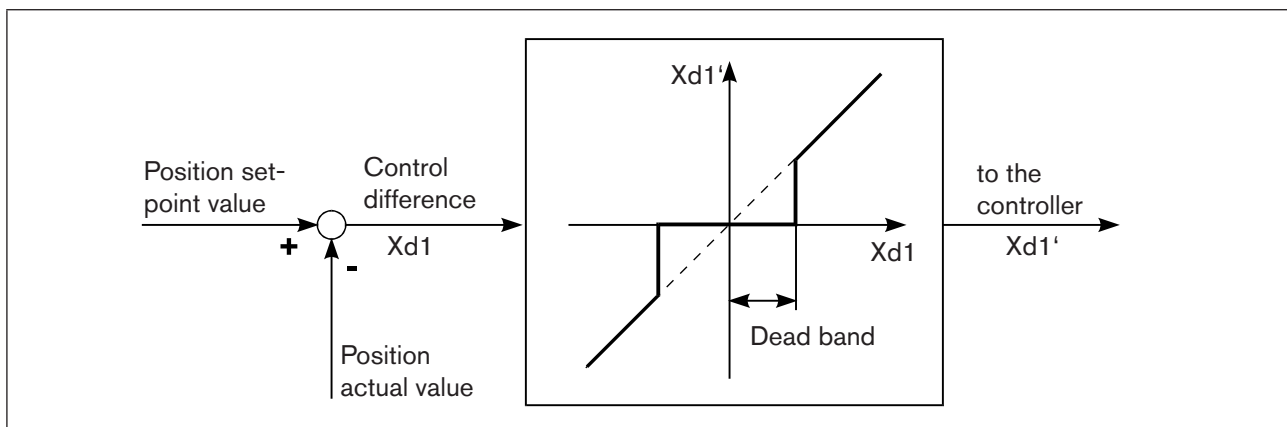 Position set-
point value
+
-
Position
actual value
Control
difference
Xd1
Xd1‘
Xd1
Dead band
to the
controller
Xd1‘